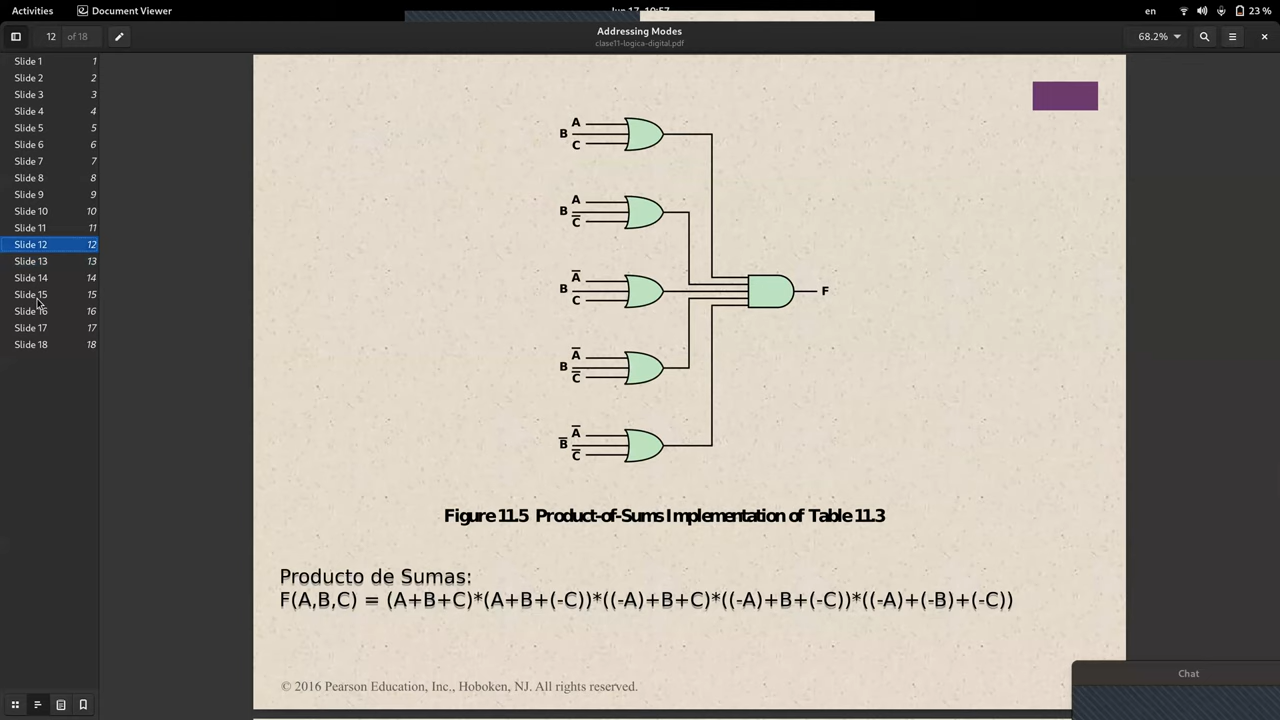 Activities
Document Viewer
Jun 17, 10:57
en
23 %
12
of 18
Addressing Modes
clase11-logica-digital.pdf
68.2%
Slide 1 1
Slide 2 2
Slide 3 3
Slide 4 4
Slide 5 5
Slide 6 6
Slide 7 7
Slide 8 8
Slide 9 9
Slide 10 10
Slide 11 11
Slide 12 12
Slide 13 13
Slide 14 14
Slide 15 15
Slide 16 16
Slide 17 17
Slide 18 18
A
B
C
A
B
C̅
A̅
B
C
F
A̅
B
C̅
A̅
B̅
C̅
Figure 11.5 Product-of-Sums Implementation of Table 11.3
Producto de Sumas:
F(A,B,C) = (A+B+C)*(A+B+(-C))*((-A)+B+C)*((-A)+B+(-C))*((-A)+(-B)+(-C))
© 2016 Pearson Education, Inc., Hoboken, NJ. All rights reserved.
Chat